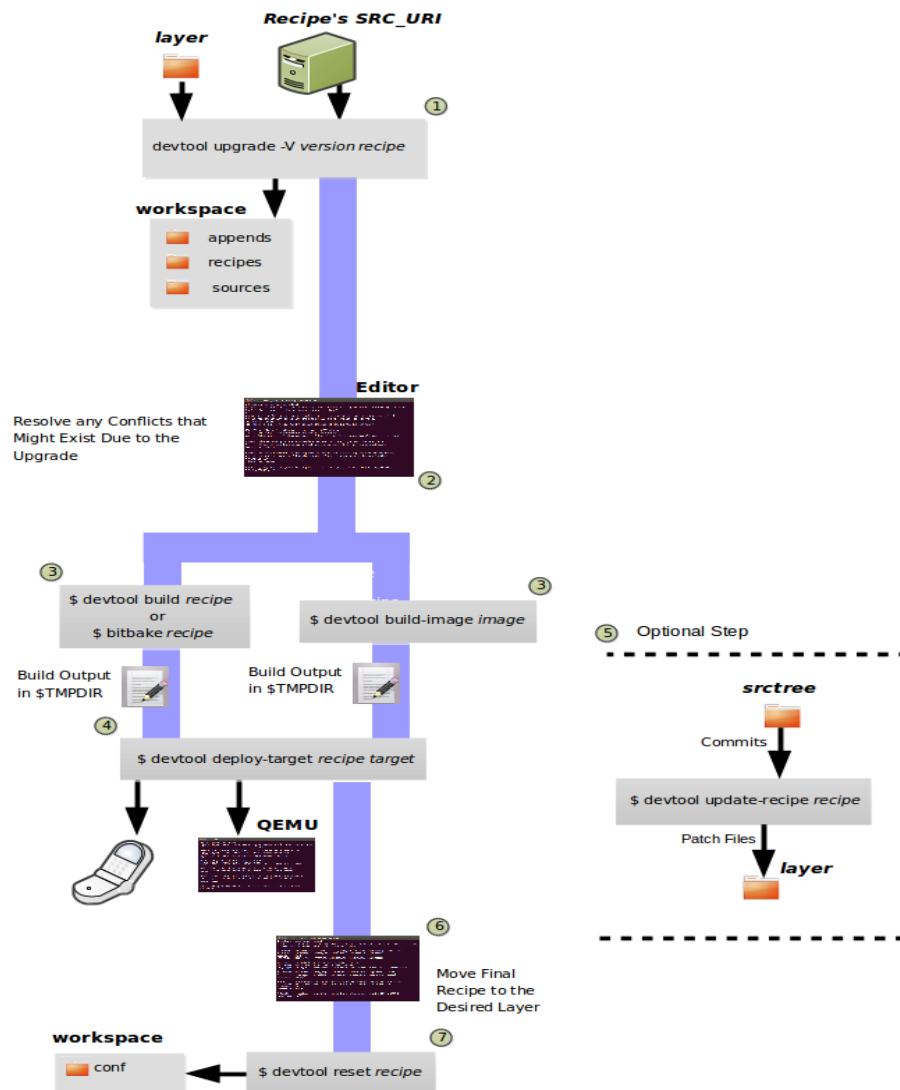 Recipe's SRC_URI
layer
1
devtool upgrade -V version recipe
workspace
appends
recipes
sources
Editor
Resolve any Conflicts that
Might Exist Due to the
Upgrade
2
3
$ devtool build recipe
or
$ bitbake recipe
3
$ devtool build-image image
Build Output
in $TMPDIR
Build Output
in $TMPDIR
4
$ devtool deploy-target recipe target
QEMU
5 Optional Step
srctree
Commits
$ devtool update-recipe recipe
Patch Files
layer
6
Move Final
Recipe to the
Desired Layer
7
workspace
conf
$ devtool reset recipe